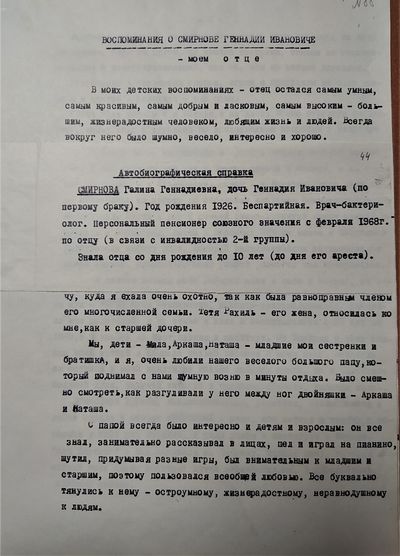 ВОСПОМИНАНИЯ О СМИРНОВЕ ГЕННАДИИ ИВАНОВИЧЕ
- моем отце
В моих детских воспоминаниях - отец остался самым умным,
самым красивым, самым добрым и ласковым, самым высоким - боль-
шим, жизнерадостным человеком, любящим жизнь и людей. Всегда
вокруг него было шумно, весело, интересно и хорошо.
44
Автобиографическая справка
СМИРНОВА Галина Геннадиевна, дочь Геннадия Ивановича (по
первому браку). Год рождения 1926. Беспартийная. Врач-бактери-
олог. Персональный пенсионер союзного значения с февраля 1968г.
по отцу (в связи с инвалидностью 2-й группы).
Знала отца со дня рождения до 10 лет (до дня его ареста).
чу, куда я ехала очень охотно, так как была равноправным членом
его многочисленной семьи. Тетя Рахиль - его жена, относилась ко
мне,как к старшей дочери.
Мы, дети - Мила,Аркаша,Наташа - младшие мои сестренки и
братишка, и я, очень любили нашего веселого большого папу,ко-
торый поднимал с нами шумную возню в минуты отдыха. Было смеш-
но смотреть,как разгуливали у него между ног двойняшки - Аркаша
и Наташа.
С папой всегда было интересно и детям и взрослым: он все
знал, занимательно рассказывал в лицах, пел и играл на пианино,
шутил, придумывая разные игры, был внимательным к младшим и
старшим, поэтому пользовался всеобщей любовью. Все буквально
тянулись к нему - остроумному, жизнерадостному, неравнодушному
к людям.